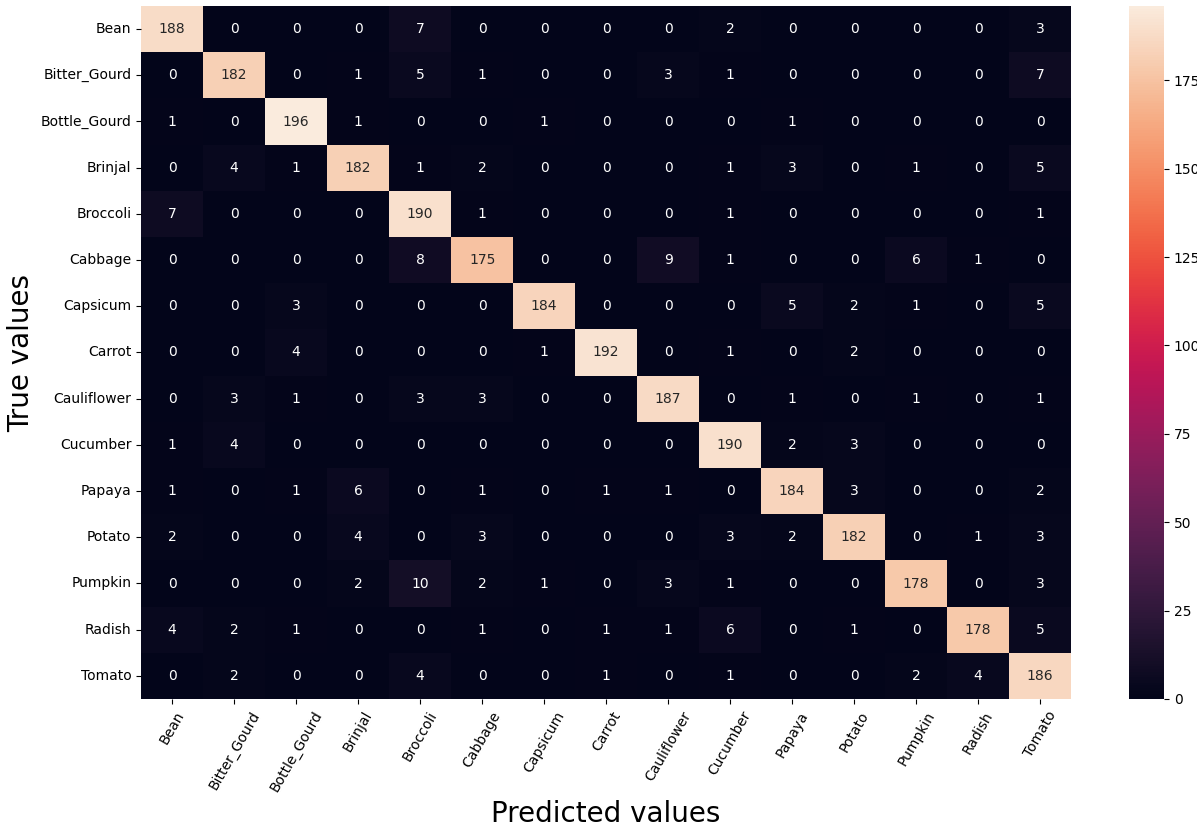 Bean 188 0 0 0 7 0 0 0 0 2 0 0 0 0 3
Bitter_Gourd 0 182 0 1 5 1 0 0 3 1 0 0 0 0 7
Bottle_Gourd 1 0 196 1 0 0 1 0 0 0 1 0 0 0 0
Brinjal 0 4 1 182 1 2 0 0 0 1 3 0 1 0 5
Broccoli 7 0 0 0 190 1 0 0 0 1 0 0 0 0 1
Cabbage 0 0 0 0 8 175 0 0 9 1 0 0 6 1 0
Capsicum 0 0 3 0 0 0 184 0 0 0 5 2 1 0 5
Carrot 0 0 4 0 0 0 1 192 0 1 0 2 0 0 0
Cauliflower 0 3 1 0 3 3 0 0 187 0 1 0 1 0 1
Cucumber 1 4 0 0 0 0 0 0 0 190 2 3 0 0 0
Papaya 1 0 1 6 0 1 0 1 1 0 184 3 0 0 2
Potato 2 0 0 4 0 3 0 0 0 3 2 182 0 1 3
Pumpkin 0 0 0 2 10 2 1 0 3 1 0 0 178 0 3
Radish 4 2 1 0 0 1 0 1 1 6 0 1 0 178 5
Tomato 0 2 0 0 4 0 0 1 0 1 0 0 2 4 186
True values
Bean Bitter_Gourd Bottle_Gourd Brinjal Broccoli Cabbage Capsicum Carrot Cauliflower Cucumber Papaya Potato Pumpkin Radish Tomato
Predicted values
175
150
125
100
75
50
25
0